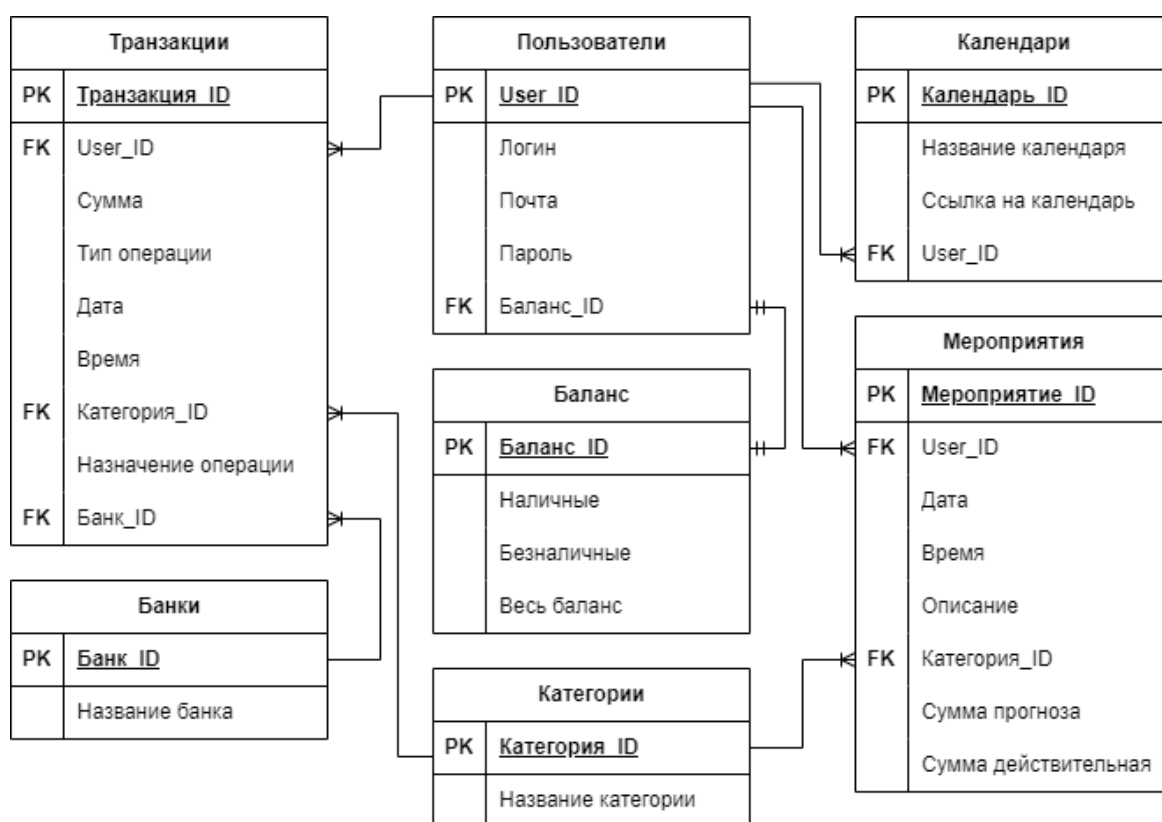 Транзакции
PK Транзакция_ID
FK User_ID
Сумма
Тип операции
Дата
Время
FK Категория_ID
Назначение операции
FK Банк_ID
Банки
PK Банк_ID
Название банка
Пользователи
PK User_ID
Логин
Почта
Пароль
FK Баланс_ID
Баланс
PK Баланс_ID
Наличные
Безналичные
Весь баланс
Категории
PK Категория_ID
Название категории
Календари
PK Календарь_ID
Название календаря
Ссылка на календарь
FK User_ID
Мероприятия
PK Мероприятие_ID
FK User_ID
Дата
Время
Описание
FK Категория_ID
Сумма прогноза
Сумма действительная